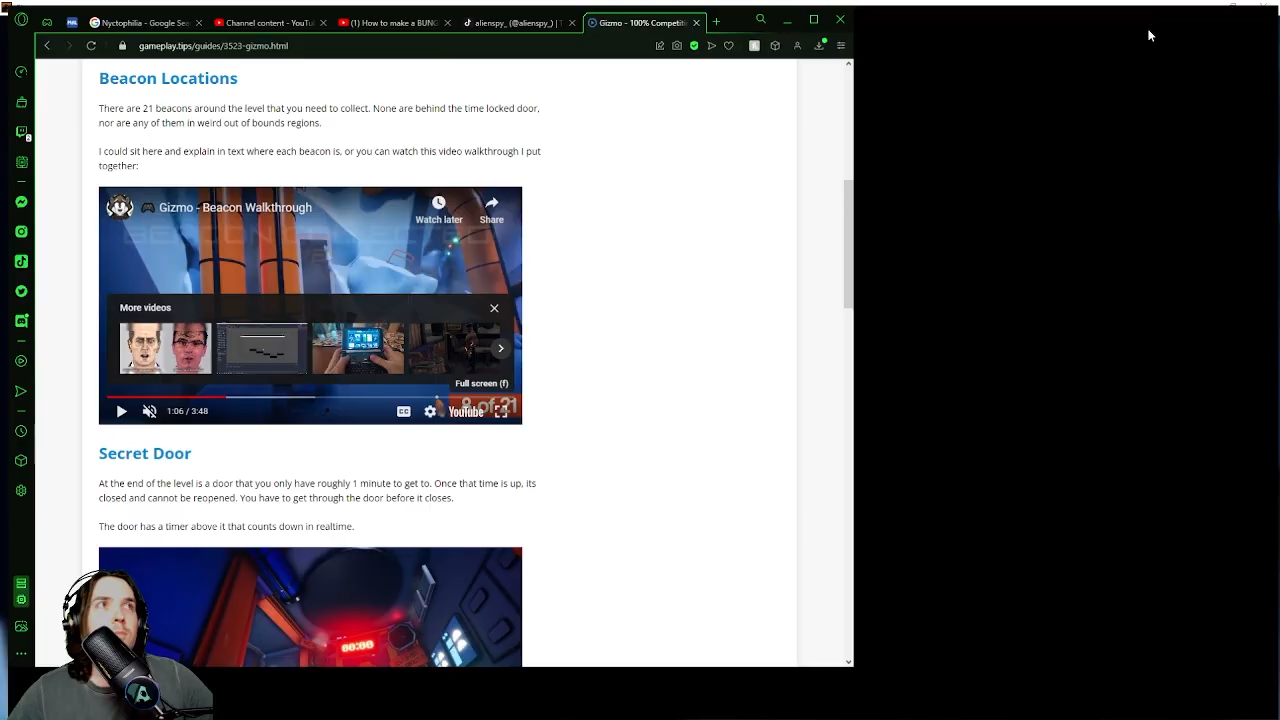 Nyctophilia - Google Sea
Channel content - YouTu
(1) How to make a BUNG
alienspy_ (@alienspy_) | T
Gizmo - 100% Competiti
gameplay.tips/guides/3523-gizmo.html
Beacon Locations
There are 21 beacons around the level that you need to collect. None are behind the time locked door,
nor are any of them in weird out of bounds regions.
I could sit here and explain in text where each beacon is, or you can watch this video walkthrough I put
together:
Gizmo - Beacon Walkthrough
Watch later
Share
BEACON COLLECTED
More videos
Full screen (f)
1:06 / 3:48
CC
YouTube
8 of 21
Secret Door
At the end of the level is a door that you only have roughly 1 minute to get to. Once that time is up, its
closed and cannot be reopened. You have to get through the door before it closes.
The door has a timer above it that counts down in realtime.
00:00